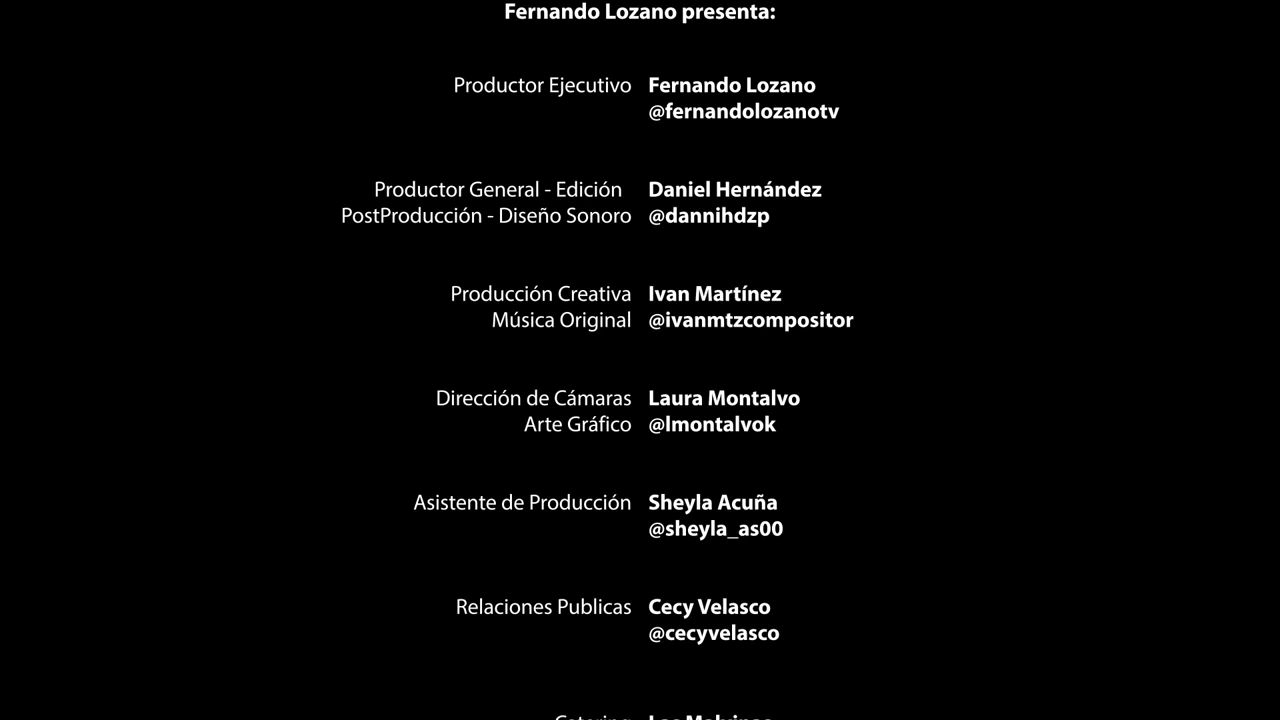 Fernando Lozano presenta:
Productor Ejecutivo Fernando Lozano
@fernandolozanotv
Productor General - Edición Daniel Hernández
PostProducción - Diseño Sonoro @dannihdzp
Producción Creativa Ivan Martínez
Música Original @ivanmtzcompositor
Dirección de Cámaras Laura Montalvo
Arte Gráfico @lmontalvok
Asistente de Producción Sheyla Acuña
@sheyla_as00
Relaciones Publicas Cecy Velasco
@cecyvelasco